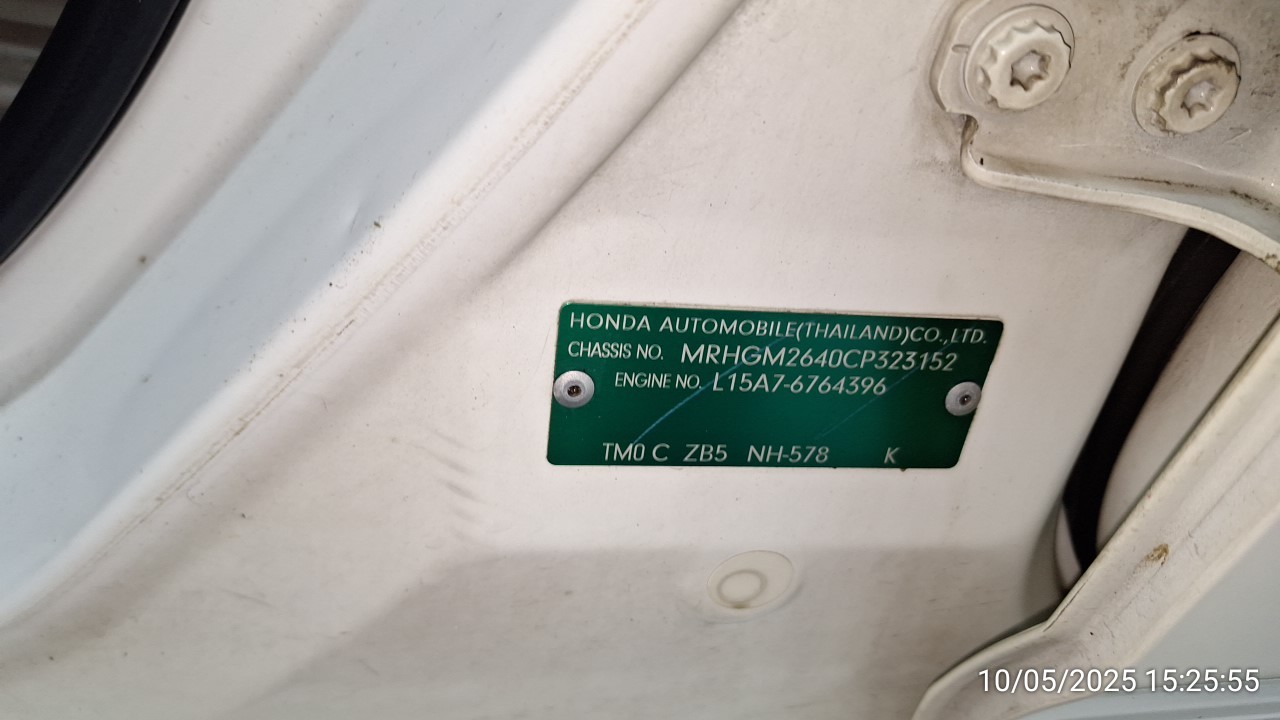 HONDA AUTOMOBILE(THAILAND)CO.,LTD.
CHASSIS NO. MRHGM2640CP323152
ENGINE NO. L15A7-6764396
TM0 C ZB5 NH-578 K
10/05/2025 15:25:55